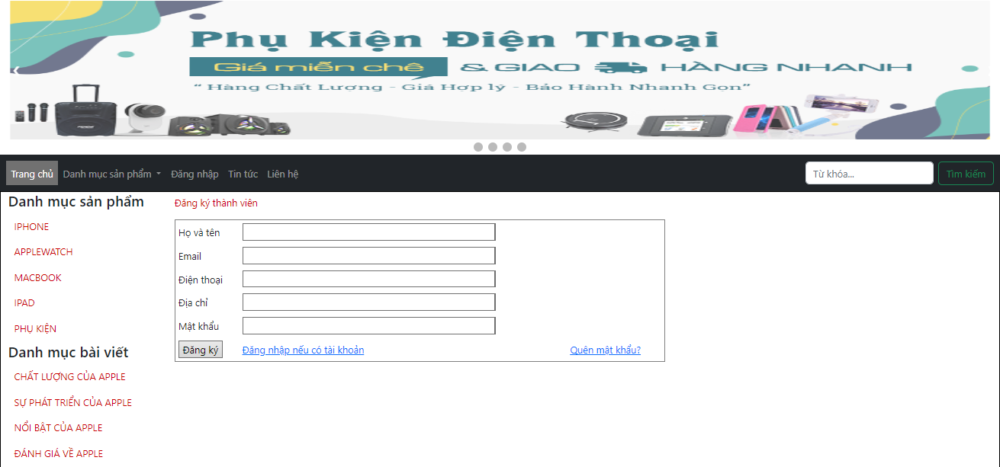 Phụ Kiện Điện Thoại
Giá miễn chê & GIAO HÀNG NHANH
“ Hàng Chất Lượng - Giá Hợp lý - Bảo Hành Nhanh Gọn”
Trang chủ Danh mục sản phẩm Đăng nhập Tin tức Liên hệ Từ khóa... Tìm kiếm
Danh mục sản phẩm
IPHONE
APPLEWATCH
MACBOOK
IPAD
PHỤ KIỆN
Danh mục bài viết
CHẤT LƯỢNG CỦA APPLE
SỰ PHÁT TRIỂN CỦA APPLE
NỔI BẬT CỦA APPLE
ĐÁNH GIÁ VỀ APPLE
Đăng ký thành viên
Họ và tên
Email
Điện thoại
Địa chỉ
Mật khẩu
Đăng ký Đăng nhập nếu có tài khoản Quên mật khẩu?